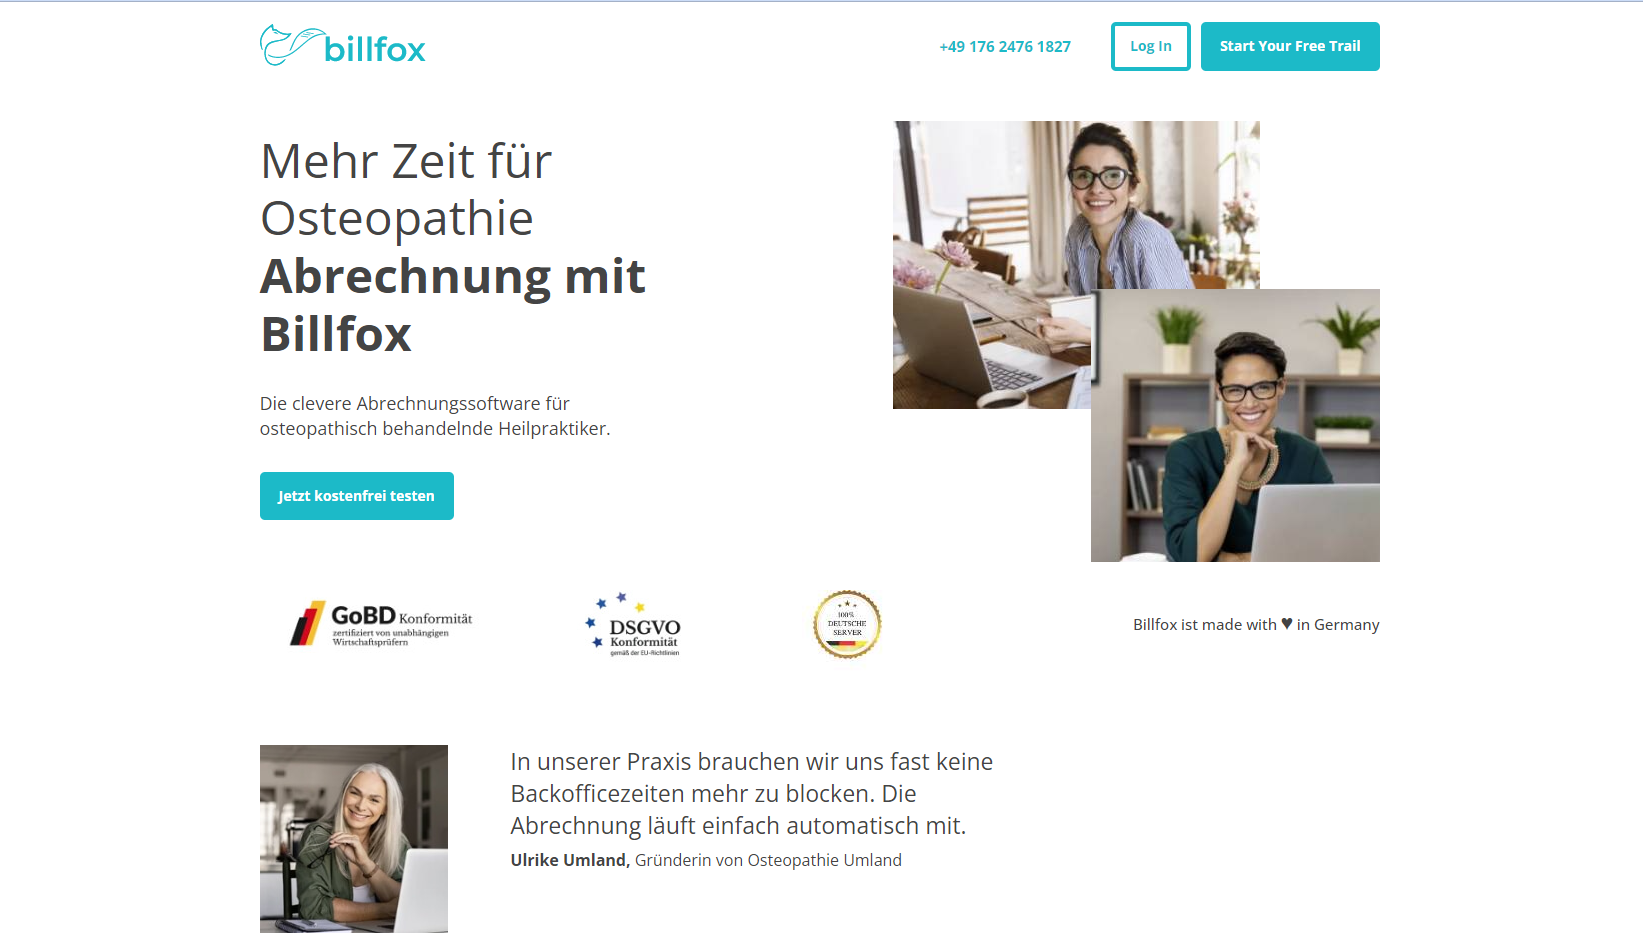 billfox
+49 176 2476 1827
Log In
Start Your Free Trail
Mehr Zeit für
Osteopathie
Abrechnung mit
Billfox
Die clevere Abrechnungssoftware für
osteopathisch behandelnde Heilpraktiker.
Jetzt kostenfrei testen
GoBD Konformität
zertifiziert von unabhängigen
Wirtschaftsprüfern
DSGVO
Konformität
gemäß der EU-Richtlinien
100%
DEUTSCHE
SERVER
Billfox ist made with ♥ in Germany
In unserer Praxis brauchen wir uns fast keine
Backofficezeiten mehr zu blocken. Die
Abrechnung läuft einfach automatisch mit.
Ulrike Umland, Gründerin von Osteopathie Umland